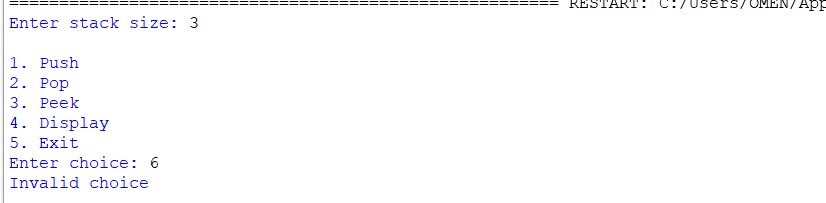 ======================================================= RESTART: C:/Users/OMEN/App
Enter stack size: 3
1. Push
2. Pop
3. Peek
4. Display
5. Exit
Enter choice: 6
Invalid choice